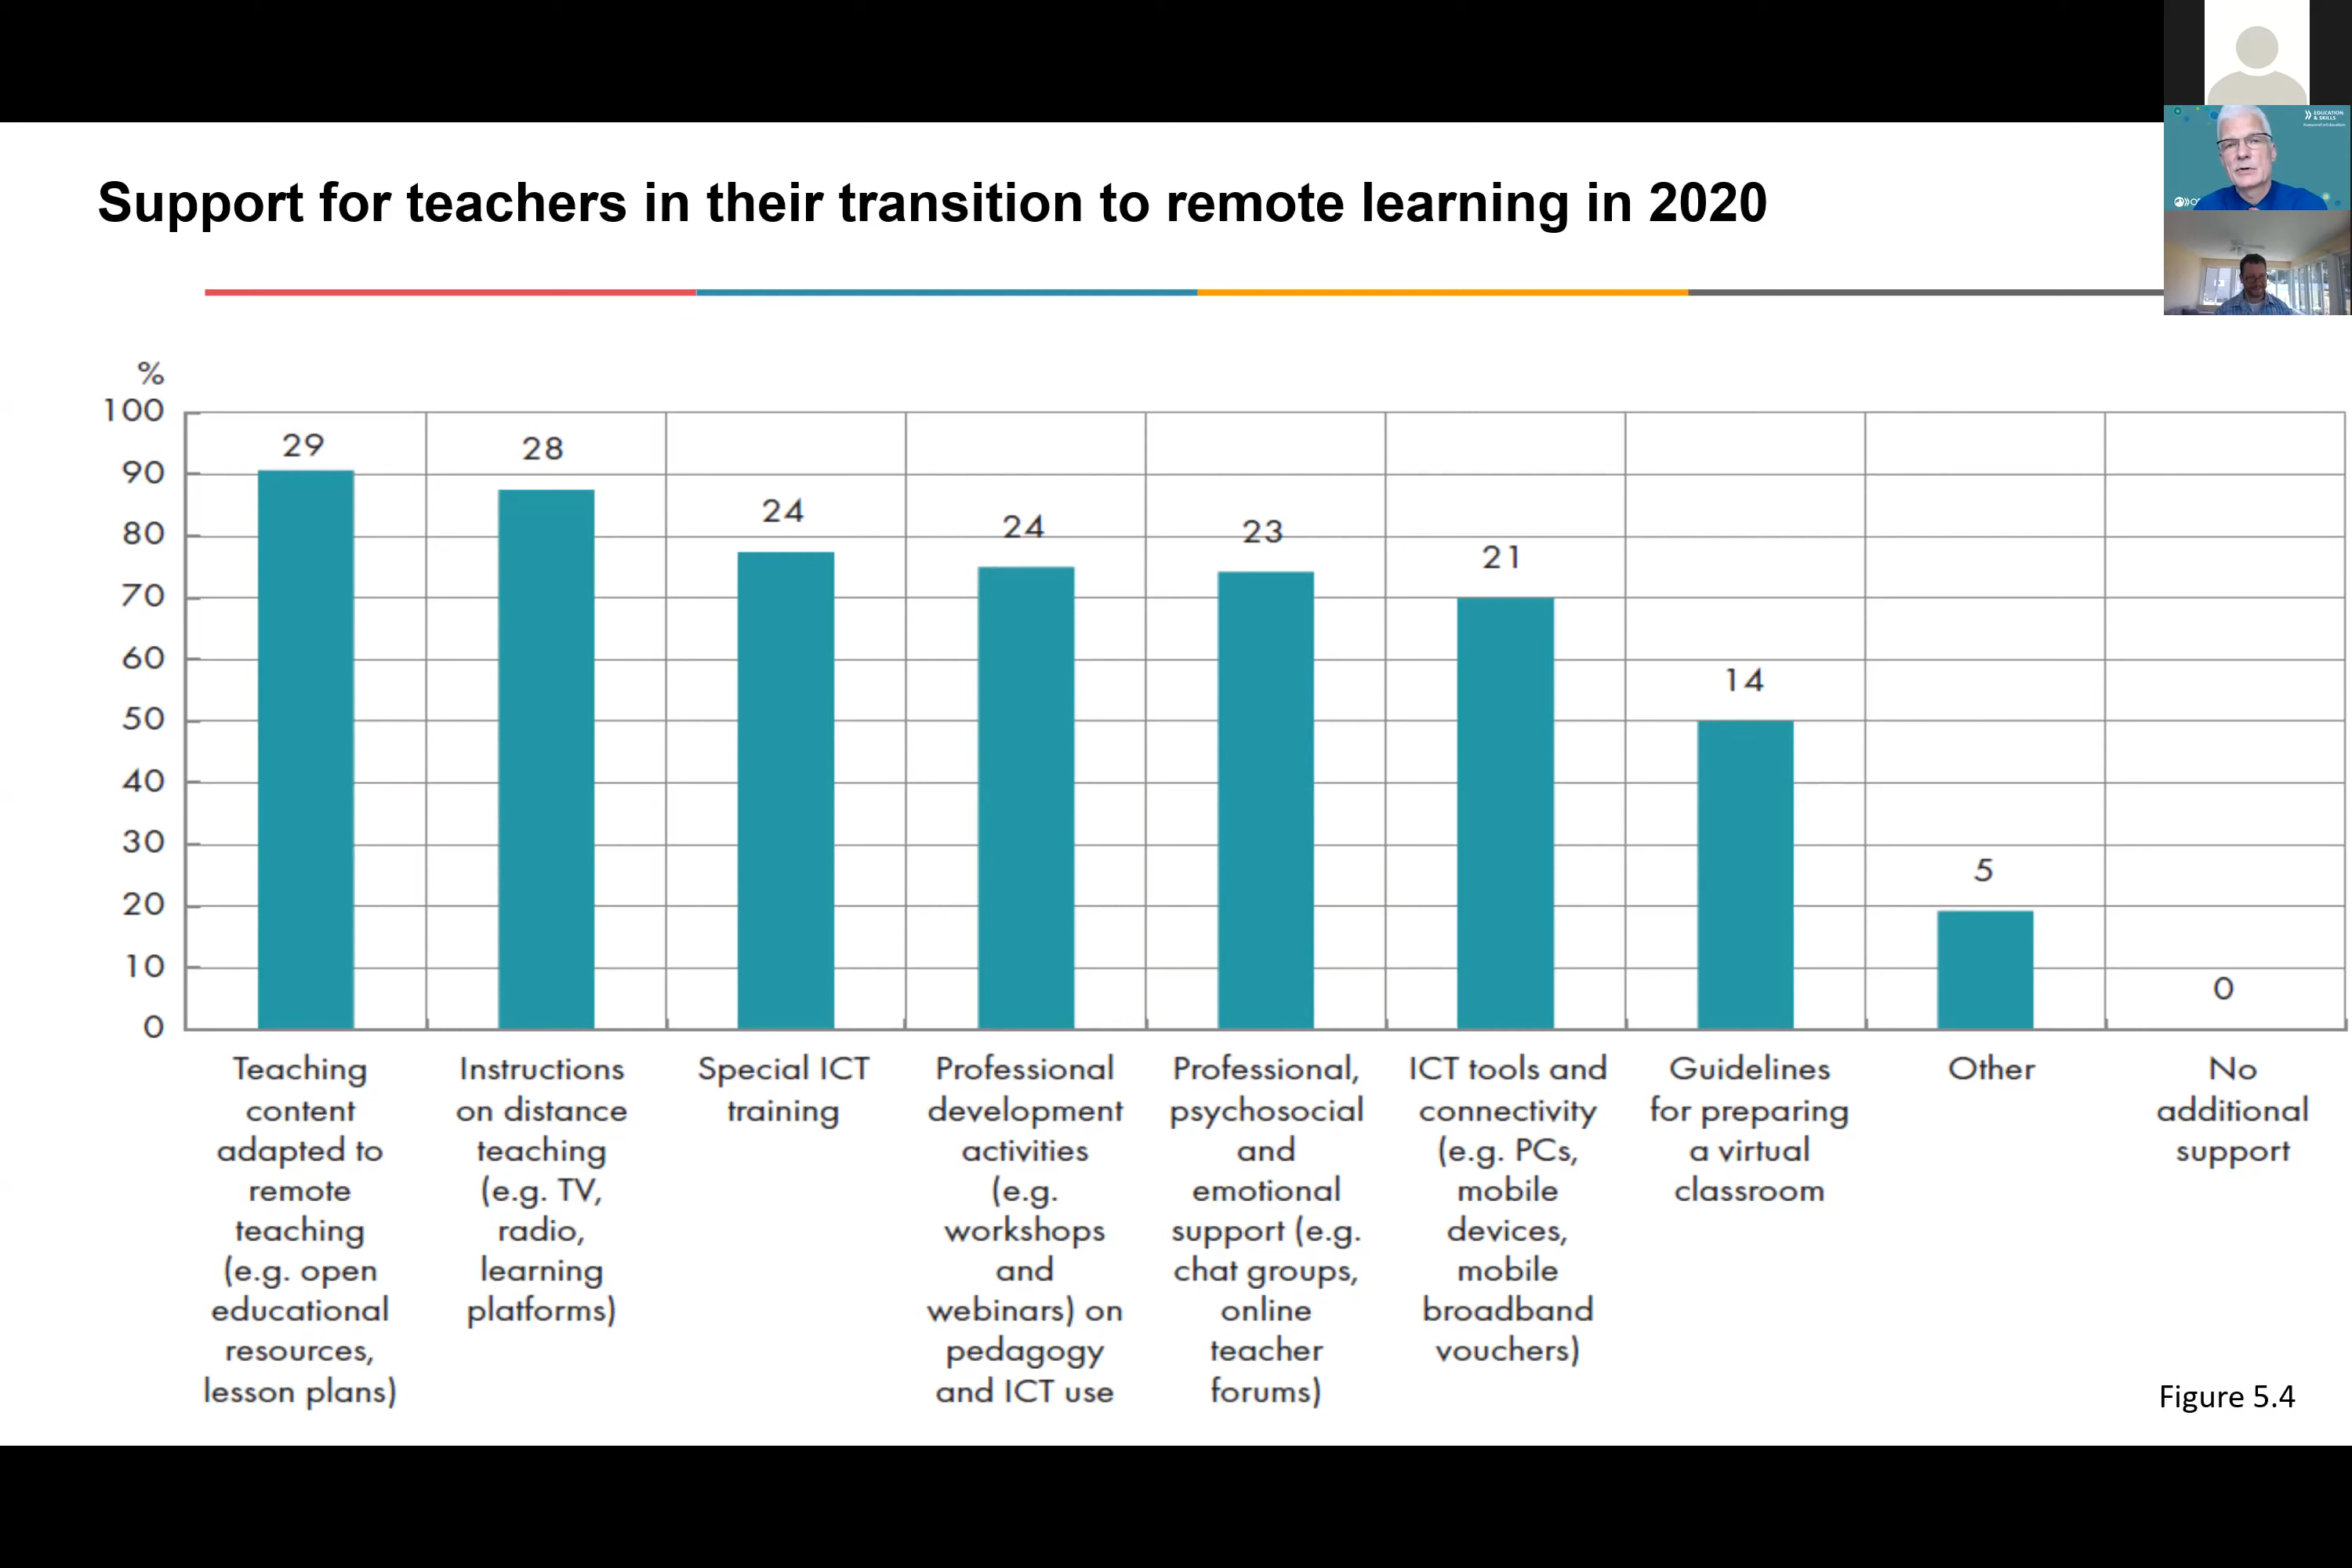 EDUCATION
& SKILLS
Support for teachers in their transition to remote learning in 2020
%
100
90
80
70
60
50
40
30
20
10
0
29
28
24
24
23
21
14
5
0
Teaching
content
adapted to
remote
teaching
(e.g. open
educational
resources,
lesson plans)
Instructions
on distance
teaching
(e.g. TV,
radio,
learning
platforms)
Special ICT
training
Professional
development
activities
(e.g.
workshops
and
webinars) on
pedagogy
and ICT use
Professional,
psychosocial
and
emotional
support (e.g.
chat groups,
online
teacher
forums)
ICT tools and
connectivity
(e.g. PCs,
mobile
devices,
mobile
broadband
vouchers)
Guidelines
for preparing
a virtual
classroom
Other
No
additional
support
Figure 5.4